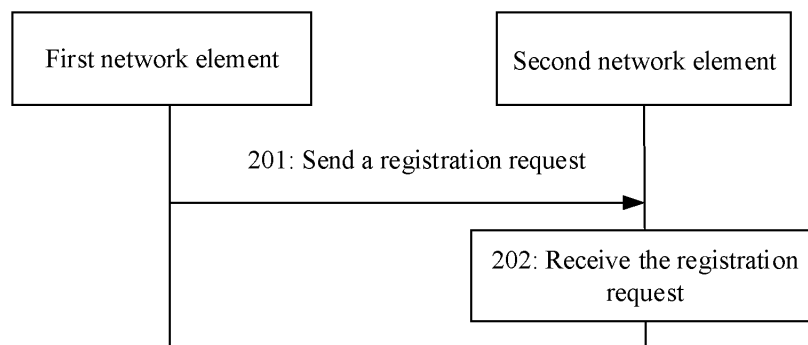 First network element
Second network element
201: Send a registration request
202: Receive the registration
request